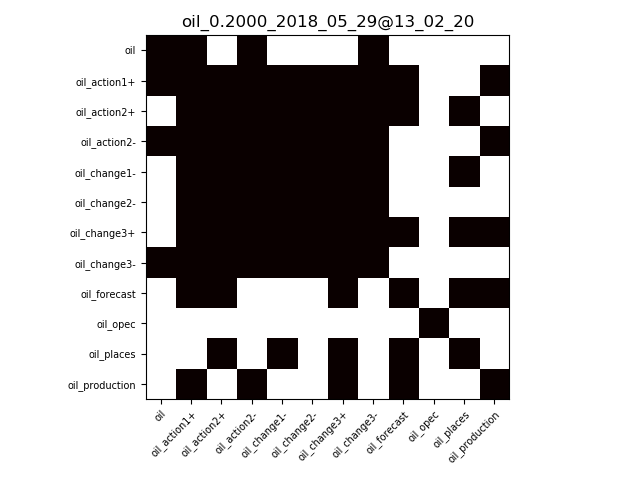 oil_0.2000_2018_05_29@13_02_20
oil
oil_action1+
oil_action2+
oil_action2-
oil_change1-
oil_change2-
oil_change3+
oil_change3-
oil_forecast
oil_opec
oil_places
oil_production
oil
oil_action1+
oil_action2+
oil_action2-
oil_change1-
oil_change2-
oil_change3+
oil_change3-
oil_forecast
oil_opec
oil_places
oil_production